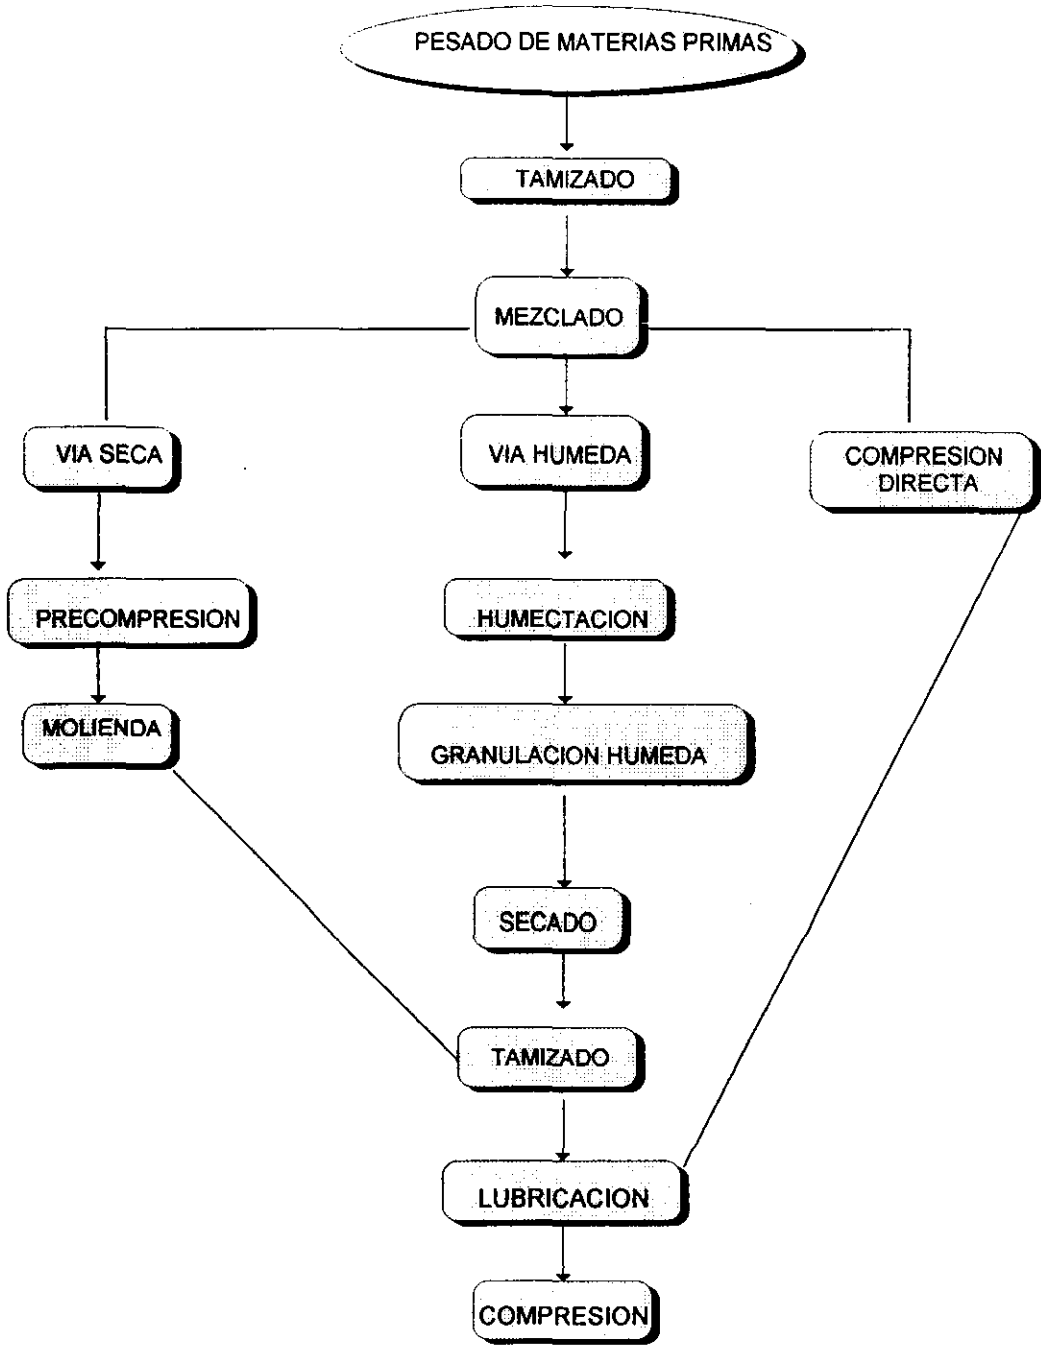 PESADO DE MATERIAS PRIMAS
TAMIZADO
MEZCLADO
VIA SECA
VIA HUMEDA
COMPRESION
DIRECTA
PRECOMPRESION
HUMECTACION
MOLIENDA
GRANULACION HUMEDA
SECADO
TAMIZADO
LUBRICACION
COMPRESION